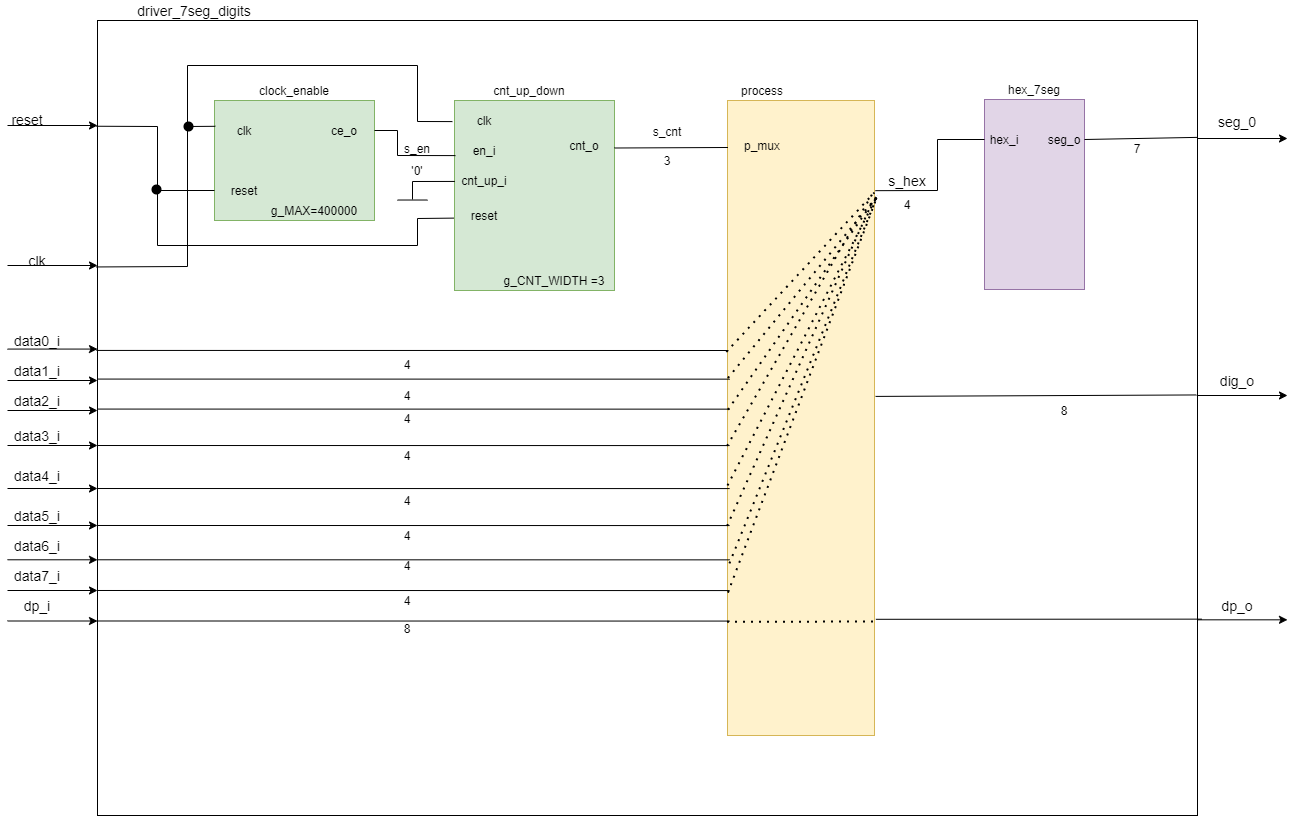 driver_7seg_digits
clock_enable
cnt_up_down
process
hex_7seg
reset
clk
ce_o
clk
cnt_o
s_cnt
p_mux
hex_i
seg_o
seg_0
s_en
en_i
3
7
'0'
cnt_up_i
reset
reset
s_hex
4
g_MAX=400000
clk
g_CNT_WIDTH =3
data0_i
4
data1_i
4
dig_o
data2_i
4
8
data3_i
4
data4_i
4
data5_i
4
data6_i
4
data7_i
4
dp_i
dp_o
8